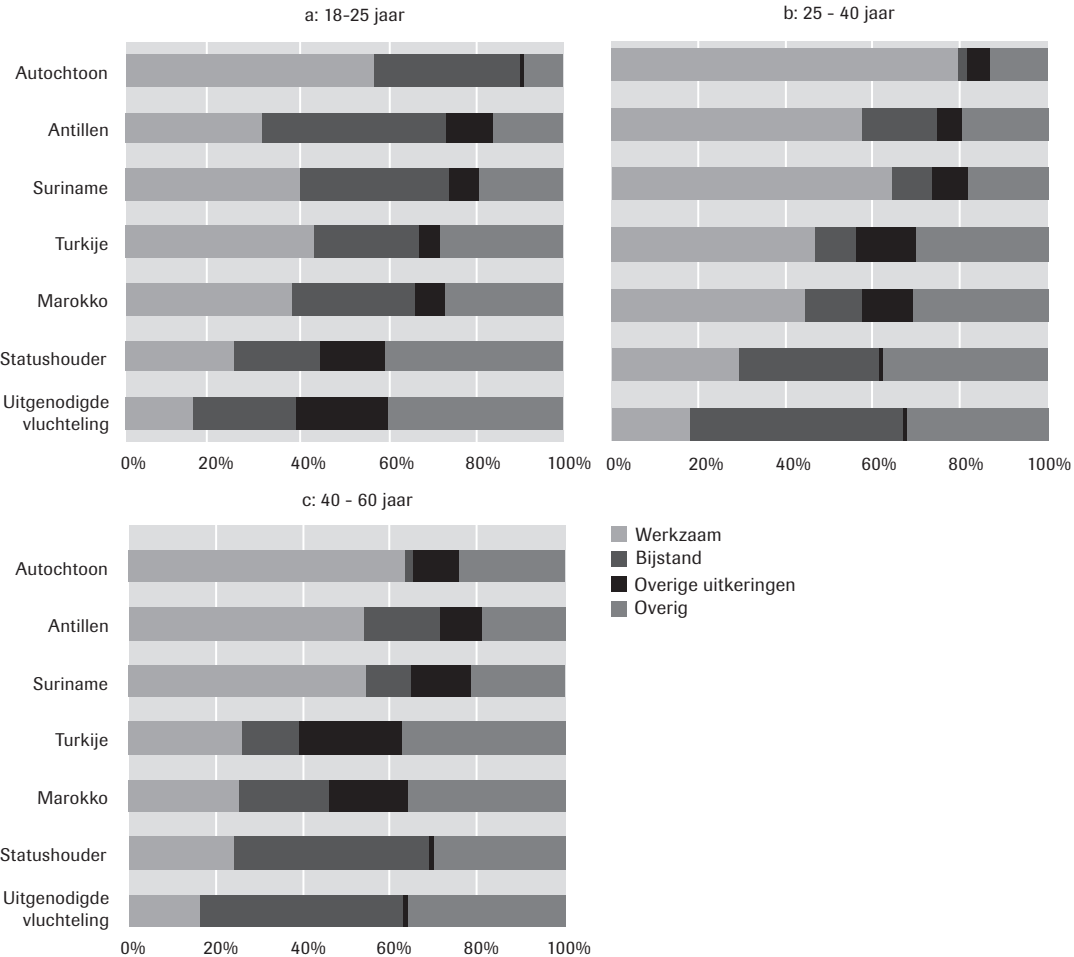 a: 18-25 jaar
b: 25 - 40 jaar
Autochtoon
Antillen
Suriname
Turkije
Marokko
Statushouder
Uitgenodigde
vluchteling
0% 20% 40% 60% 80% 100%
0% 20% 40% 60% 80% 100%
c: 40 - 60 jaar
Autochtoon
Antillen
Suriname
Turkije
Marokko
Statushouder
Uitgenodigde
vluchteling
0% 20% 40% 60% 80% 100%
Werkzaam
Bijstand
Overige uitkeringen
Overig